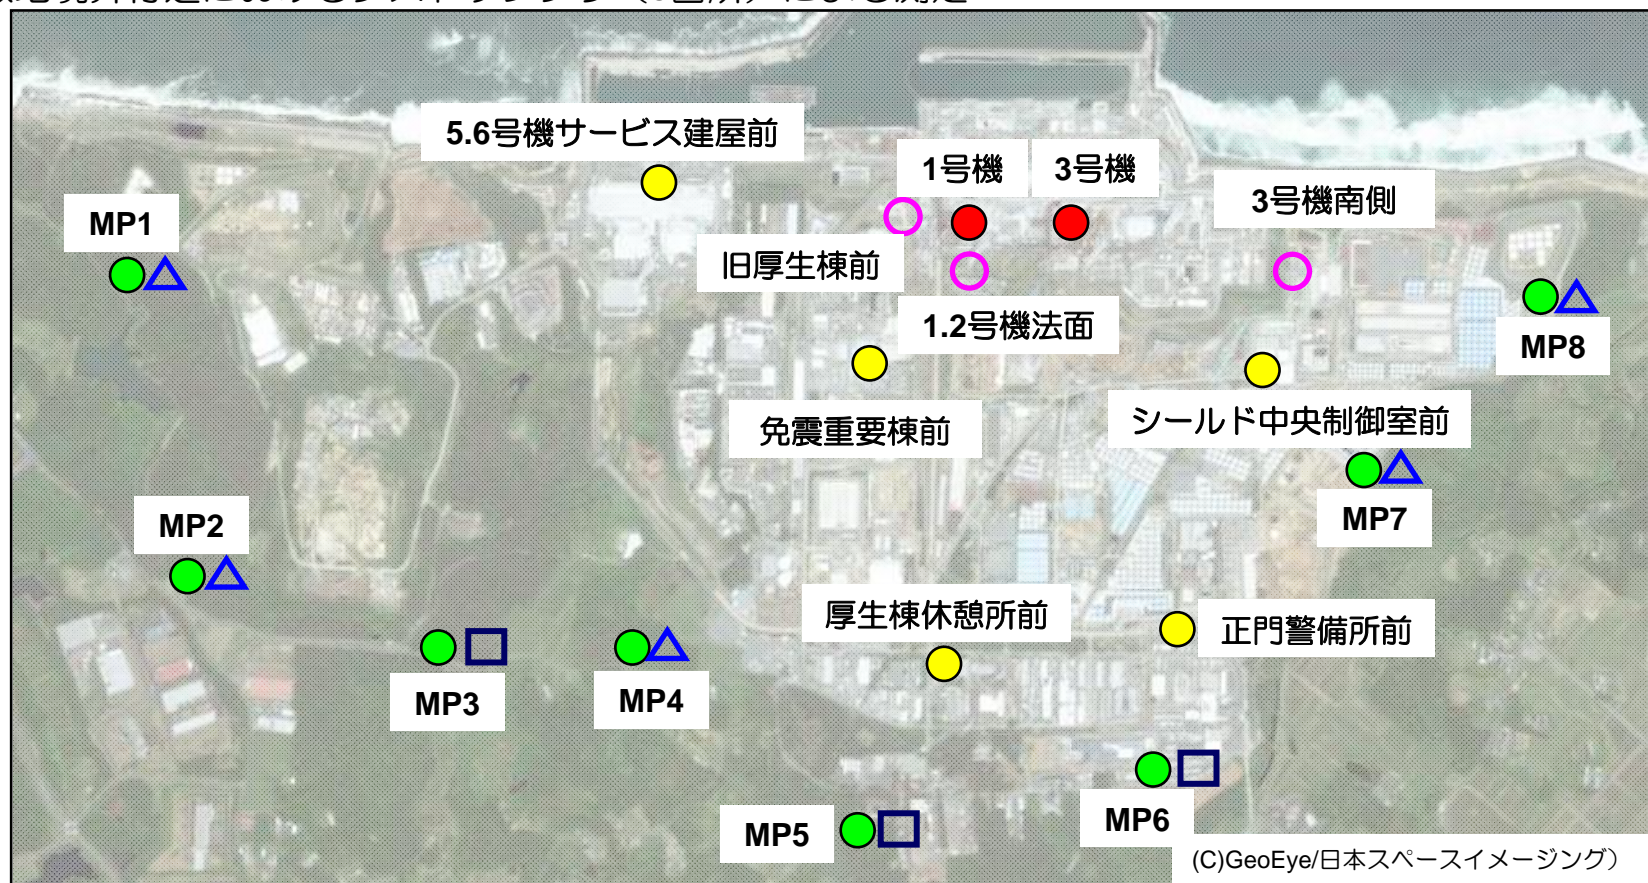 5.6号機サービス建屋前
1号機
3号機
3号機南側
MP1
旧厚生棟前
1.2号機法面
MP8
免震重要棟前
シールド中央制御室前
MP7
MP2
厚生棟休憩所前
正門警備所前
MP3
MP4
MP5
MP6
(C)GeoEye/日本スペースイメージング）